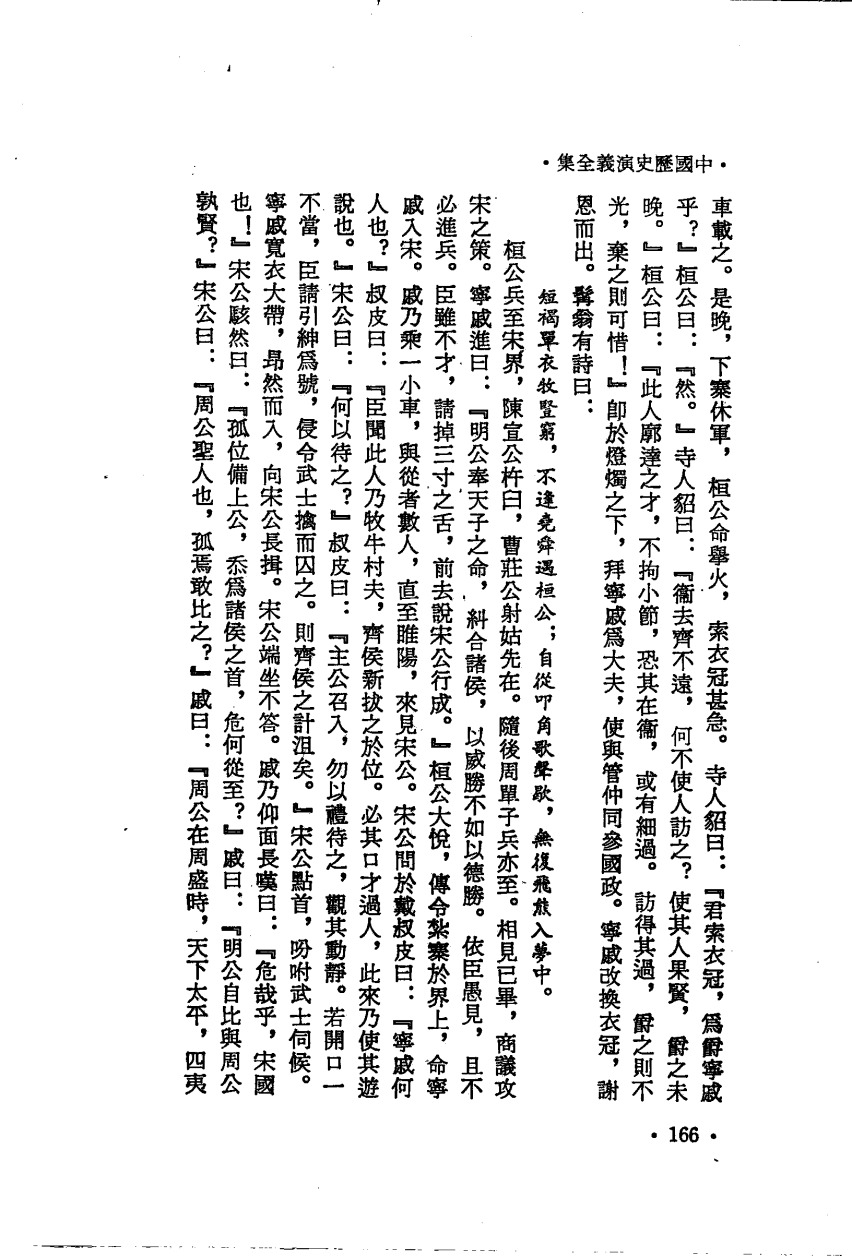 •中國歷史演義全集•
車載之。是晚，下寨休軍，桓公命舉火，索衣冠甚急。寺人貂曰：『君索衣冠，爲爵寧戚
乎？』桓公曰：『然。』寺人貂曰：『衞去齊不遠，何不使人訪之？使其人果賢，爵之未
晚。』桓公曰：『此人廓達之才，不拘小節，恐其在衞，或有細過。訪得其過，爵之則不
光，棄之則可惜！』卽於燈燭之下，拜寧戚爲大夫，使與管仲同參國政。寧戚改換衣冠，謝
恩而出。髯翁有詩曰：
短褐單衣牧豎窮，不逢堯舜遇桓公；自從叩角歌聲歇，無復飛熊入夢中。
桓公兵至宋界，陳宣公杵臼，曹莊公射姑先在。隨後周單子兵亦至。相見已畢，商議攻
宋之策。寧戚進曰：『明公奉天子之命，糾合諸侯，以威勝不如以德勝。依臣愚見，且不
必進兵。臣雖不才，請掉三寸之舌，前去說宋公行成。』桓公大悅，傳令紮寨於界上，命寧
戚入宋。戚乃乘一小車，與從者數人，直至睢陽，來見宋公。宋公問於戴叔皮曰：『寧戚何
人也？』叔皮曰：『臣聞此人乃牧牛村夫，齊侯新拔之於位。必其口才過人，此來乃使其遊
說也。』宋公曰：『何以待之？』叔皮曰：『主公召入，勿以禮待之，觀其動靜。若開口一
不當，臣請引紳爲號，侵令武士擒而囚之。則齊侯之計沮矣。』宋公點首，吩咐武士伺候。
寧戚寬衣大帶，昂然而入，向宋公長揖。宋公端坐不答。戚乃仰面長嘆曰：『危哉乎，宋國
也！』宋公駭然曰：『孤位備上公，忝爲諸侯之首，危何從至？』戚曰：『明公自比與周公
孰賢？』宋公曰：『周公聖人也，孤焉敢比之？』戚曰：『周公在周盛時，天下太平，四夷
•166•